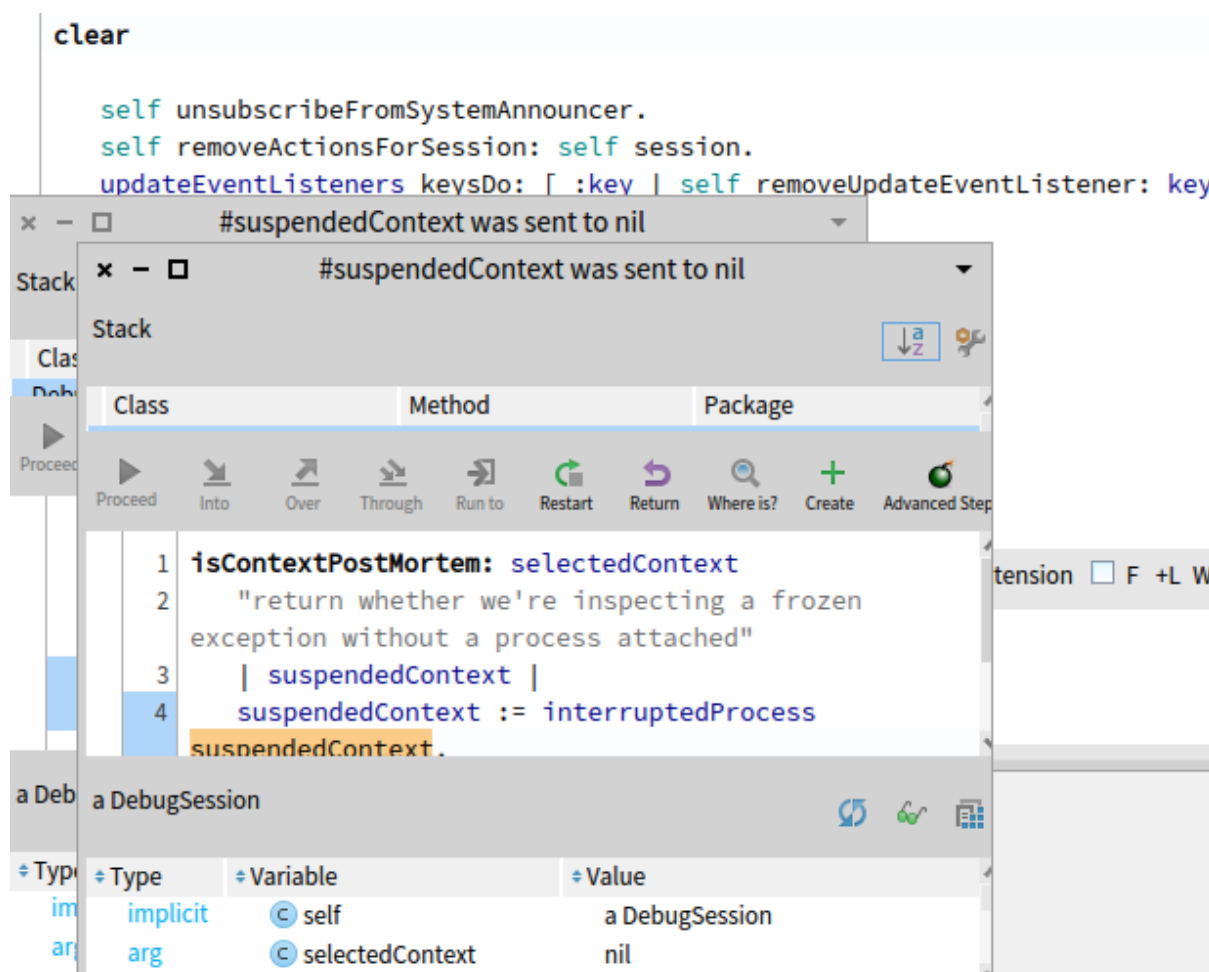 clear
self unsubscribeFromSystemAnnouncer.
self removeActionsForSession: self session.
updateEventListeners keysDo: [ :key | self removeUpdateEventListener: key
#suspendedContext was sent to nil
Stack
#suspendedContext was sent to nil
Stack
Class Method Package
Proceed
Proceed Into Over Through Run to Restart Return Where is? Create Advanced Step
1 isContextPostMortem: selectedContext
2 "return whether we're inspecting a frozen
exception without a process attached"
3 | suspendedContext |
4 suspendedContext := interruptedProcess
suspendedContext.
tension F +L W
a Deb
a DebugSession
Type
Type Variable Value
implicit self a DebugSession
arg selectedContext nil